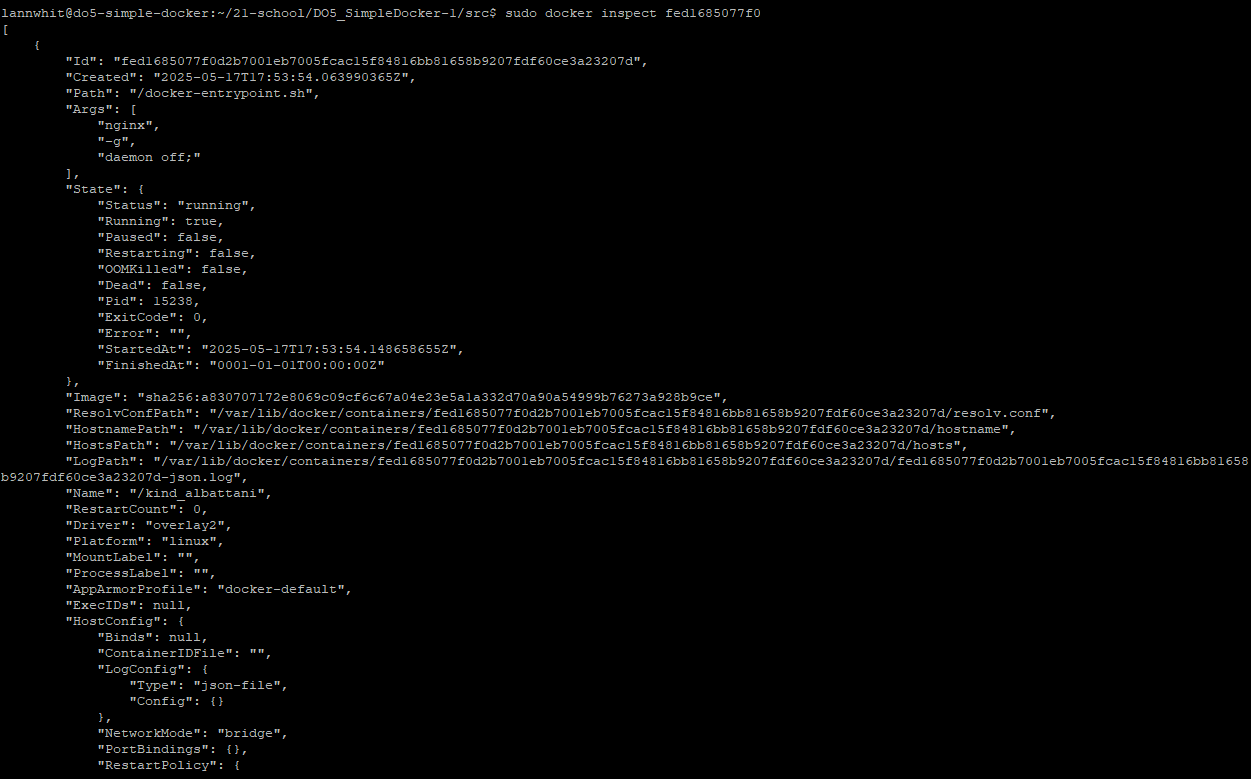 lannwhit@do5-simple-docker:~/21-school/DO5_SimpleDocker-1/src$ sudo docker inspect fed1685077f0
[
    {
        "Id": "fed1685077f0d2b7001eb7005fcac15f84816bb81658b9207fdf60ce3a23207d",
        "Created": "2025-05-17T17:53:54.063990365Z",
        "Path": "/docker-entrypoint.sh",
        "Args": [
            "nginx",
            "-g",
            "daemon off;"
        ],
        "State": {
            "Status": "running",
            "Running": true,
            "Paused": false,
            "Restarting": false,
            "OOMKilled": false,
            "Dead": false,
            "Pid": 15238,
            "ExitCode": 0,
            "Error": "",
            "StartedAt": "2025-05-17T17:53:54.148658655Z",
            "FinishedAt": "0001-01-01T00:00:00Z"
        },
        "Image": "sha256:a830707172e8069c09cf6c67a04e23e5a1a332d70a90a54999b76273a928b9ce",
        "ResolvConfPath": "/var/lib/docker/containers/fed1685077f0d2b7001eb7005fcac15f84816bb81658b9207fdf60ce3a23207d/resolv.conf",
        "HostnamePath": "/var/lib/docker/containers/fed1685077f0d2b7001eb7005fcac15f84816bb81658b9207fdf60ce3a23207d/hostname",
        "HostsPath": "/var/lib/docker/containers/fed1685077f0d2b7001eb7005fcac15f84816bb81658b9207fdf60ce3a23207d/hosts",
        "LogPath": "/var/lib/docker/containers/fed1685077f0d2b7001eb7005fcac15f84816bb81658b9207fdf60ce3a23207d/fed1685077f0d2b7001eb7005fcac15f84816bb81658
b9207fdf60ce3a23207d-json.log",
        "Name": "/kind_albattani",
        "RestartCount": 0,
        "Driver": "overlay2",
        "Platform": "linux",
        "MountLabel": "",
        "ProcessLabel": "",
        "AppArmorProfile": "docker-default",
        "ExecIDs": null,
        "HostConfig": {
            "Binds": null,
            "ContainerIDFile": "",
            "LogConfig": {
                "Type": "json-file",
                "Config": {}
            },
            "NetworkMode": "bridge",
            "PortBindings": {},
            "RestartPolicy": {